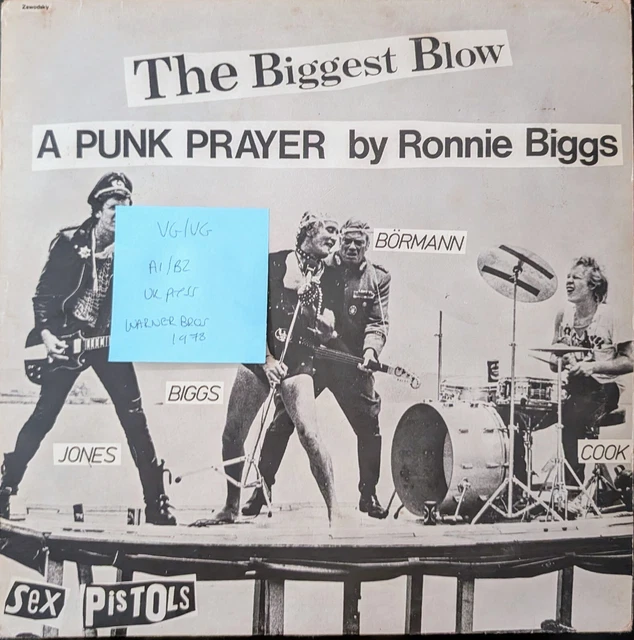 Zawodsky
The Biggest Blow
A PUNK PRAYER by Ronnie Biggs
BÖRMANN
VG/VG
A1/B2
UK PRESS
WARNER BROS
1978
BIGGS
JONES
COOK
Sex PiSTOLS